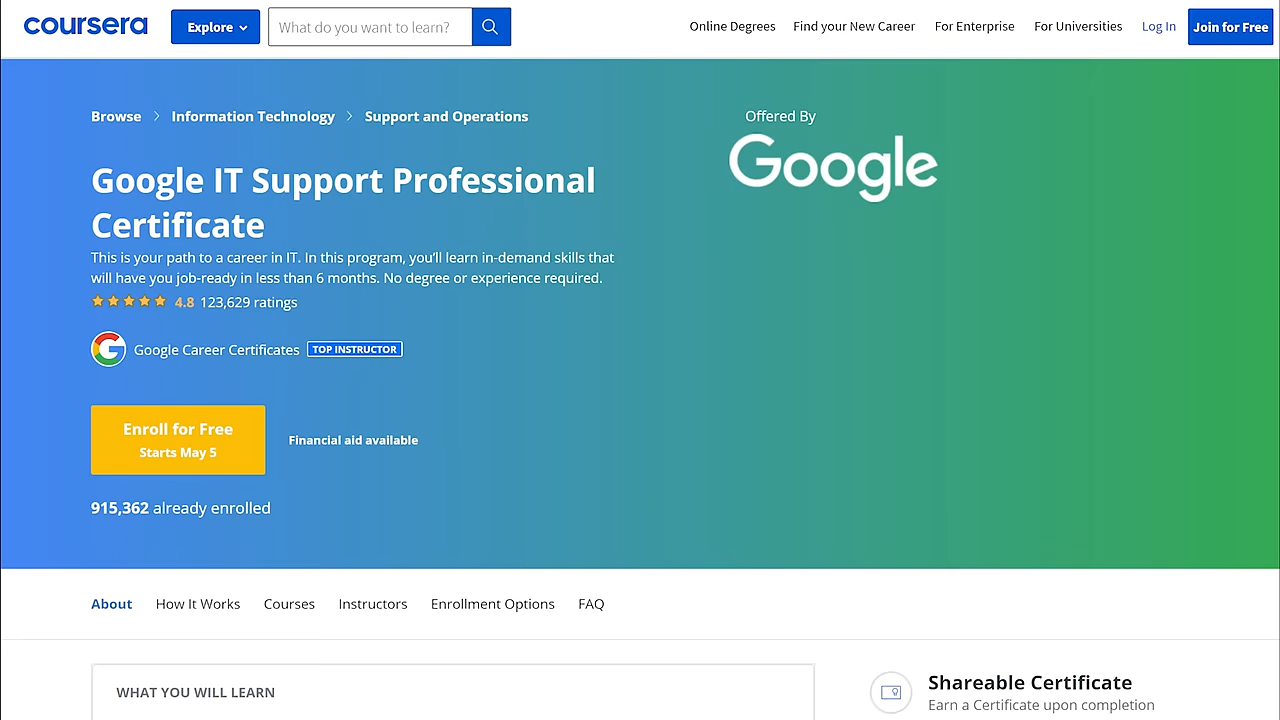 coursera
Explore
What do you want to learn?
Online Degrees
Find your New Career
For Enterprise
For Universities
Log In
Join for Free
Browse
Information Technology
Support and Operations
Offered By
Google
Google IT Support Professional
Certificate
This is your path to a career in IT. In this program, you’ll learn in-demand skills that
will have you job-ready in less than 6 months. No degree or experience required.
4.8 123,629 ratings
Google Career Certificates
TOP INSTRUCTOR
Enroll for Free
Starts May 5
Financial aid available
915,362 already enrolled
About
How It Works
Courses
Instructors
Enrollment Options
FAQ
WHAT YOU WILL LEARN
Shareable Certificate
Earn a Certificate upon completion